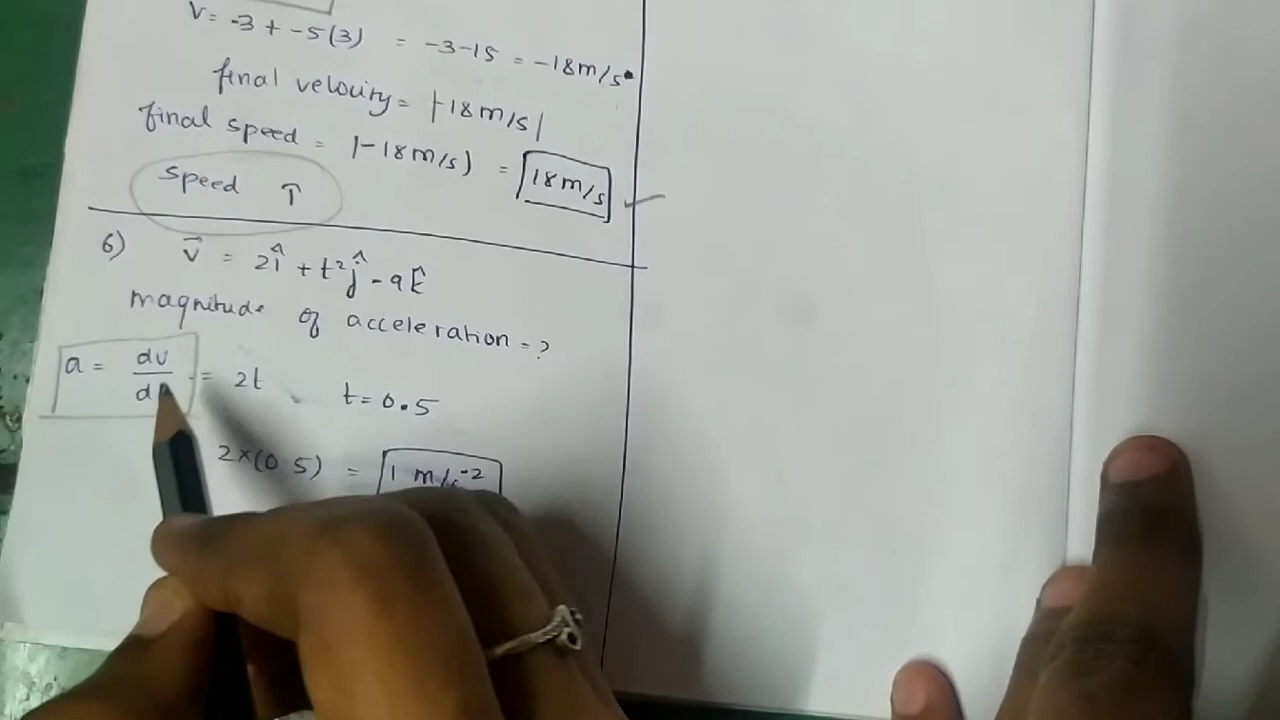 V = -3 + -5(3) = -3-15 = -18m/s
final velocity = |-18m/s|
final speed = |-18m/s) = 18m/s
speed ↑
6) v⃗ = 2î + t²ĵ - 9k̂
magnitude of acceleration = ?
a = dv/d = 2t t = 0.5
2×(0 5) = 1 m/s⁻²